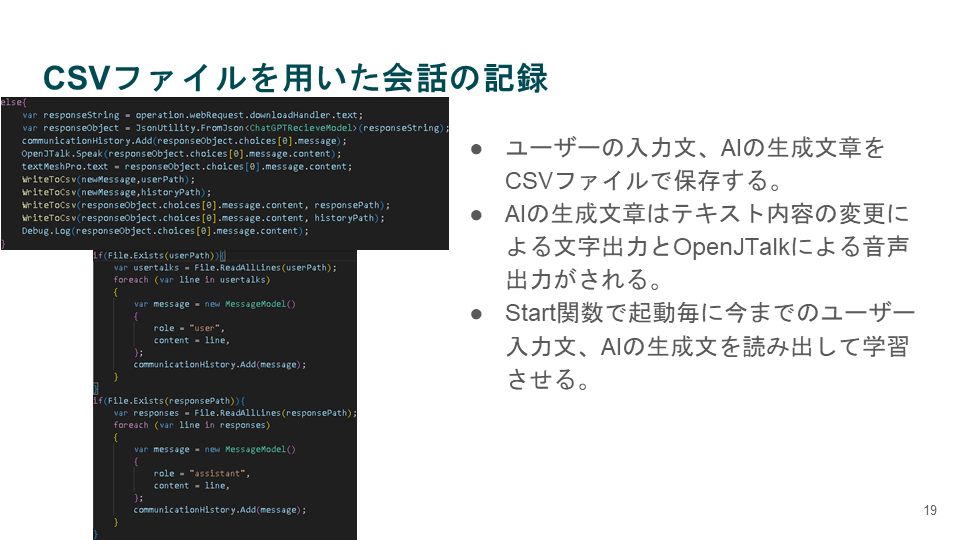 CSVファイルを用いた会話の記録
else{
var responseString = operation.webRequest.downloadHandler.text;
var responseObject = JsonUtility.FromJson<ChatGPTRecieveModel>(responseString);
communicationHistory.Add(responseObject.choices[0].message);
OpenJTalk.Speak(responseObject.choices[0].message.content);
textMeshPro.text = responseObject.choices[0].message.content;
WriteToCsv(newMessage,userPath);
WriteToCsv(newMessage,historyPath);
WriteToCsv(responseObject.choices[0].message.content, responsePath);
WriteToCsv(responseObject.choices[0].message.content, historyPath);
Debug.Log(responseObject.choices[0].message.content);
}
if(File.Exists(userPath)){
var usertalks = File.ReadAllLines(userPath);
foreach (var line in usertalks)
{
var message = new MessageModel()
{
role = "user",
content = line,
};
communicationHistory.Add(message);
}
}
if(File.Exists(responsePath)){
var responses = File.ReadAllLines(responsePath);
foreach (var line in responses)
{
var message = new MessageModel()
{
role = "assistant",
content = line,
};
communicationHistory.Add(message);
}
}
● ユーザーの入力文、AIの生成文章を
CSVファイルで保存する。
● AIの生成文章はテキスト内容の変更に
よる文字出力とOpenJTalkによる音声
出力がされる。
● Start関数で起動毎に今までのユーザー
入力文、AIの生成文を読み出して学習
させる。
19